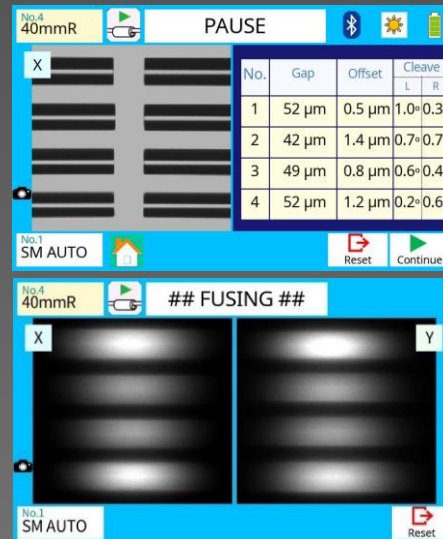 No.4
40mmR
PAUSE
X
No. Gap Offset Cleave
L R
1 52 μm 0.5 μm 1.0° 0.3
2 42 μm 1.4 μm 0.7° 0.7
3 49 μm 0.8 μm 0.6° 0.4
4 52 μm 1.2 μm 0.2° 0.6
No.1
SM AUTO
Reset Continue
No.4
40mmR
## FUSING ##
X Y
No.1
SM AUTO
Reset